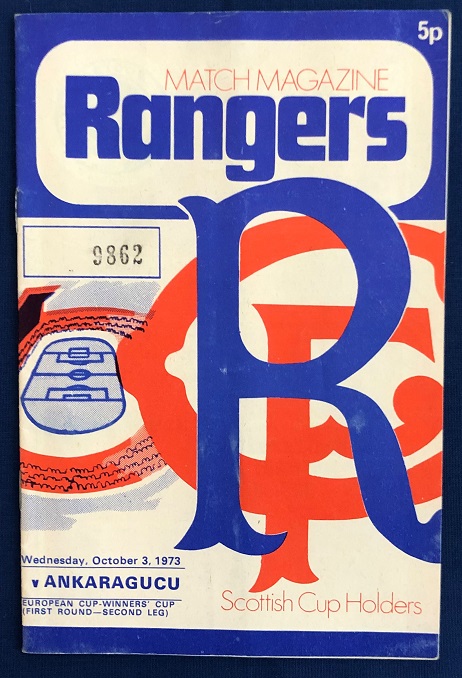 5p
MATCH MAGAZINE
Rangers
9862
RFC
Wednesday, October 3, 1973
v ANKARAGUCU
EUROPEAN CUP-WINNERS' CUP
(FIRST ROUND—SECOND LEG)
Scottish Cup Holders